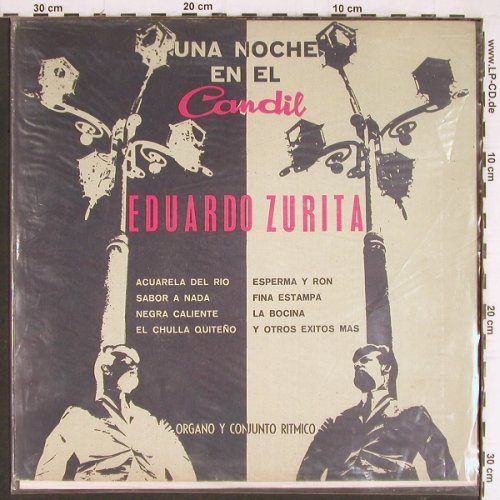 30 cm
20 cm
10 cm
www.LP-CD.de
10 cm
20 cm
30 cm
UNA NOCHE
EN EL
Candil
EDUARDO ZURITA
ACUARELA DEL RIO
SABOR A NADA
NEGRA CALIENTE
EL CHULLA QUITEÑO
ESPERMA Y RON
FINA ESTAMPA
LA BOCINA
Y OTROS EXITOS MAS
ORGANO Y CONJUNTO RITMICO